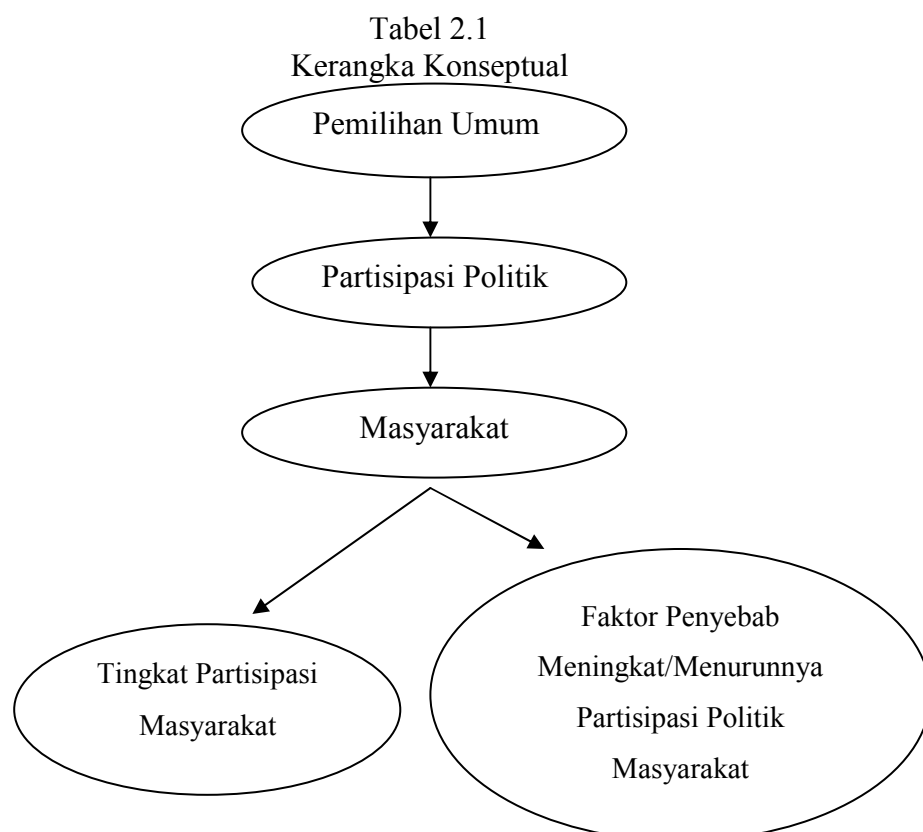 Tabel 2.1
Kerangka Konseptual
Pemilihan Umum
Partisipasi Politik
Masyarakat
Tingkat Partisipasi
Masyarakat
Faktor Penyebab
Meningkat/Menurunnya
Partisipasi Politik
Masyarakat